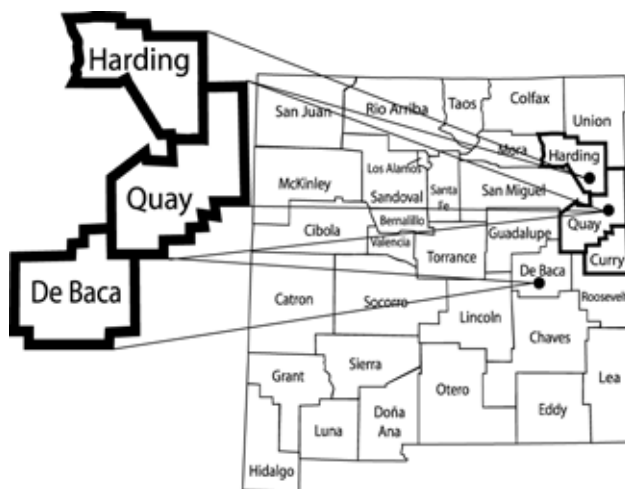 Harding
Quay
De Baca
San Juan
Rio Arriba
Taos
Colfax
Union
Mora
Harding
Los Alamos
McKinley
Sandoval
Santa
Fe
San Miguel
Quay
Bernalillo
Cibola
Valencia
Guadalupe
Torrance
Curry
De Baca
Roosevelt
Catron
Socorro
Lincoln
Chaves
Sierra
Grant
Otero
Lea
Eddy
Luna
Doña
Ana
Hidalgo